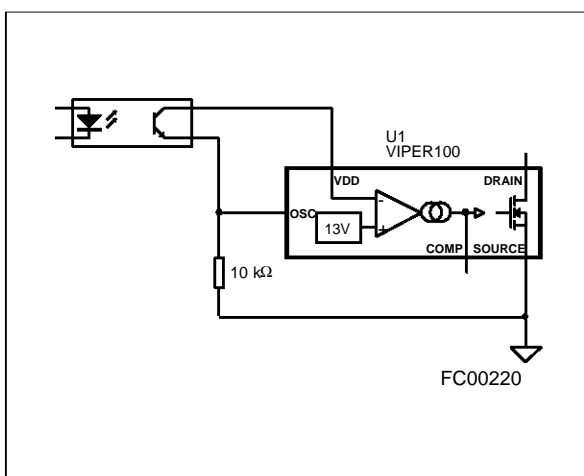 U1
VIPER100
VDD
DRAIN
OSC
-
13V
+
COMP
SOURCE
10 kΩ
FC00220